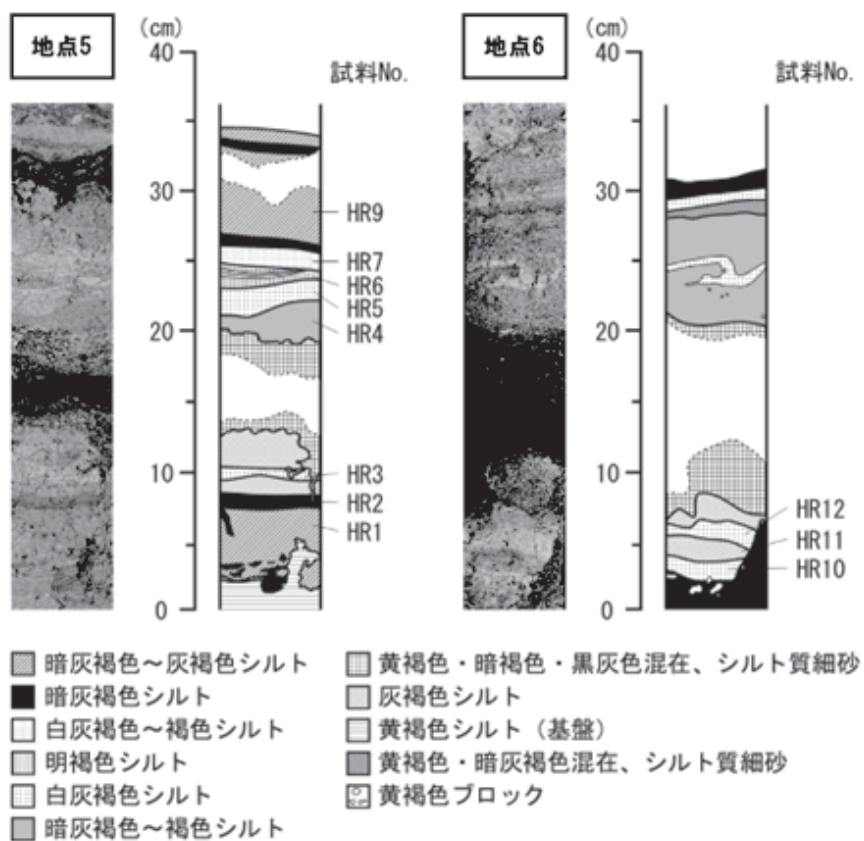 地点5
(cm)
40
30
20
10
0
試料No.
HR9
HR7
HR6
HR5
HR4
HR3
HR2
HR1
地点6
(cm)
40
30
20
10
0
試料No.
HR12
HR11
HR10
暗灰褐色～灰褐色シルト
暗灰褐色シルト
白灰褐色～褐色シルト
明褐色シルト
白灰褐色シルト
暗灰褐色～褐色シルト
黄褐色・暗褐色・黒灰色混在、シルト質細砂
灰褐色シルト
黄褐色シルト（基盤）
黄褐色・暗灰褐色混在、シルト質細砂
黄褐色ブロック